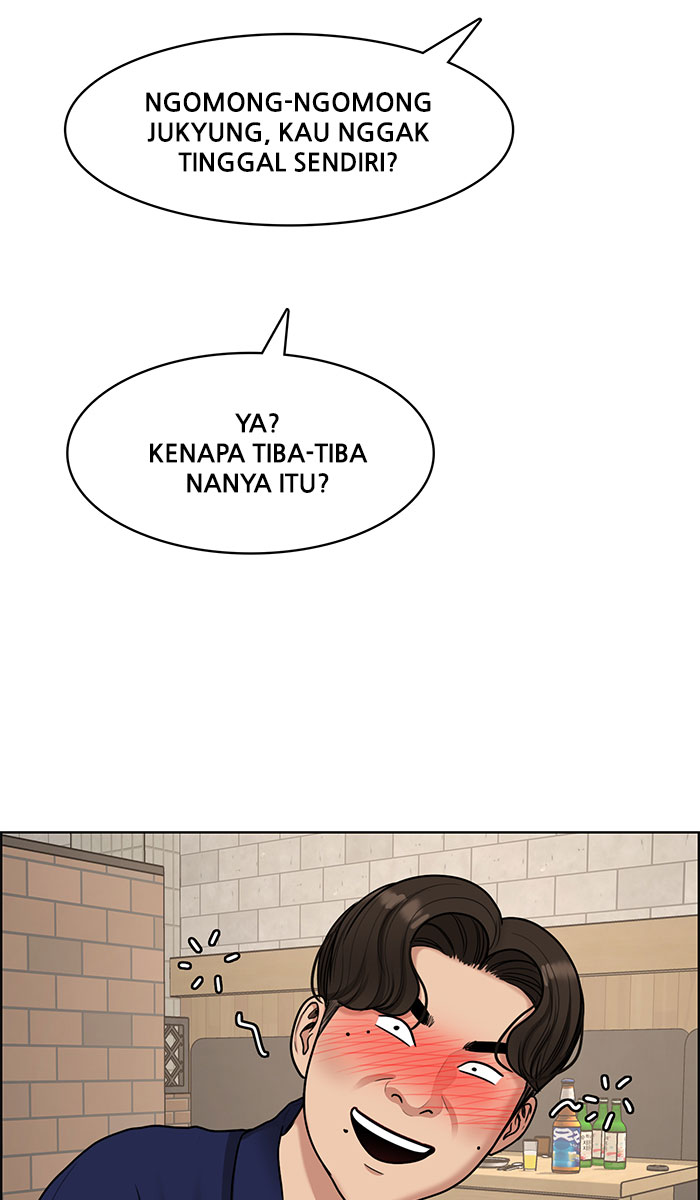 NGOMONG-NGOMONG
JUKYUNG, KAU NGGAK
TINGGAL SENDIRI?
YA?
KENAPA TIBA-TIBA
NANYA ITU?